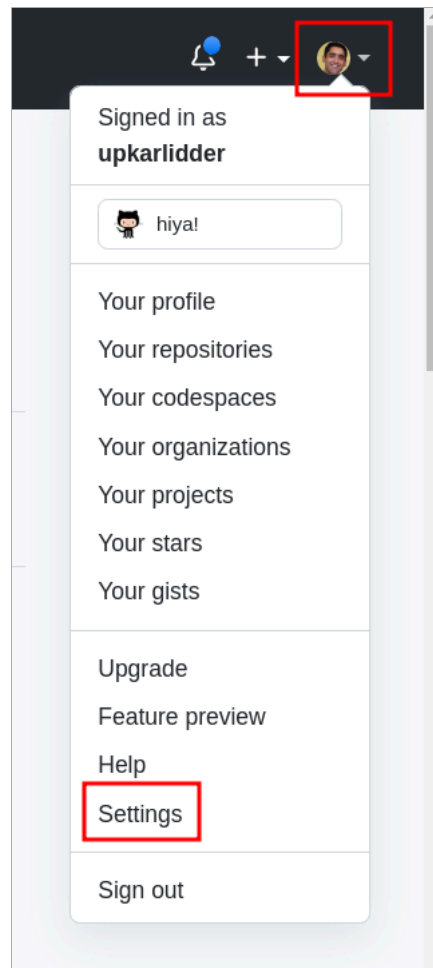 Signed in as
upkarlidder
hiya!
Your profile
Your repositories
Your codespaces
Your organizations
Your projects
Your stars
Your gists
Upgrade
Feature preview
Help
Settings
Sign out